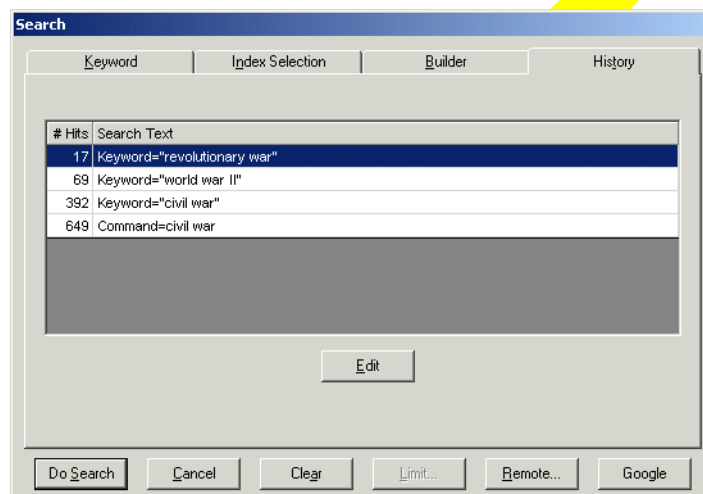 Search
Keyword Index Selection Builder History
# Hits Search Text
17 Keyword="revolutionary war"
69 Keyword="world war II"
392 Keyword="civil war"
649 Command=civil war
Edit
Do Search Cancel Clear Limit... Remote... Google